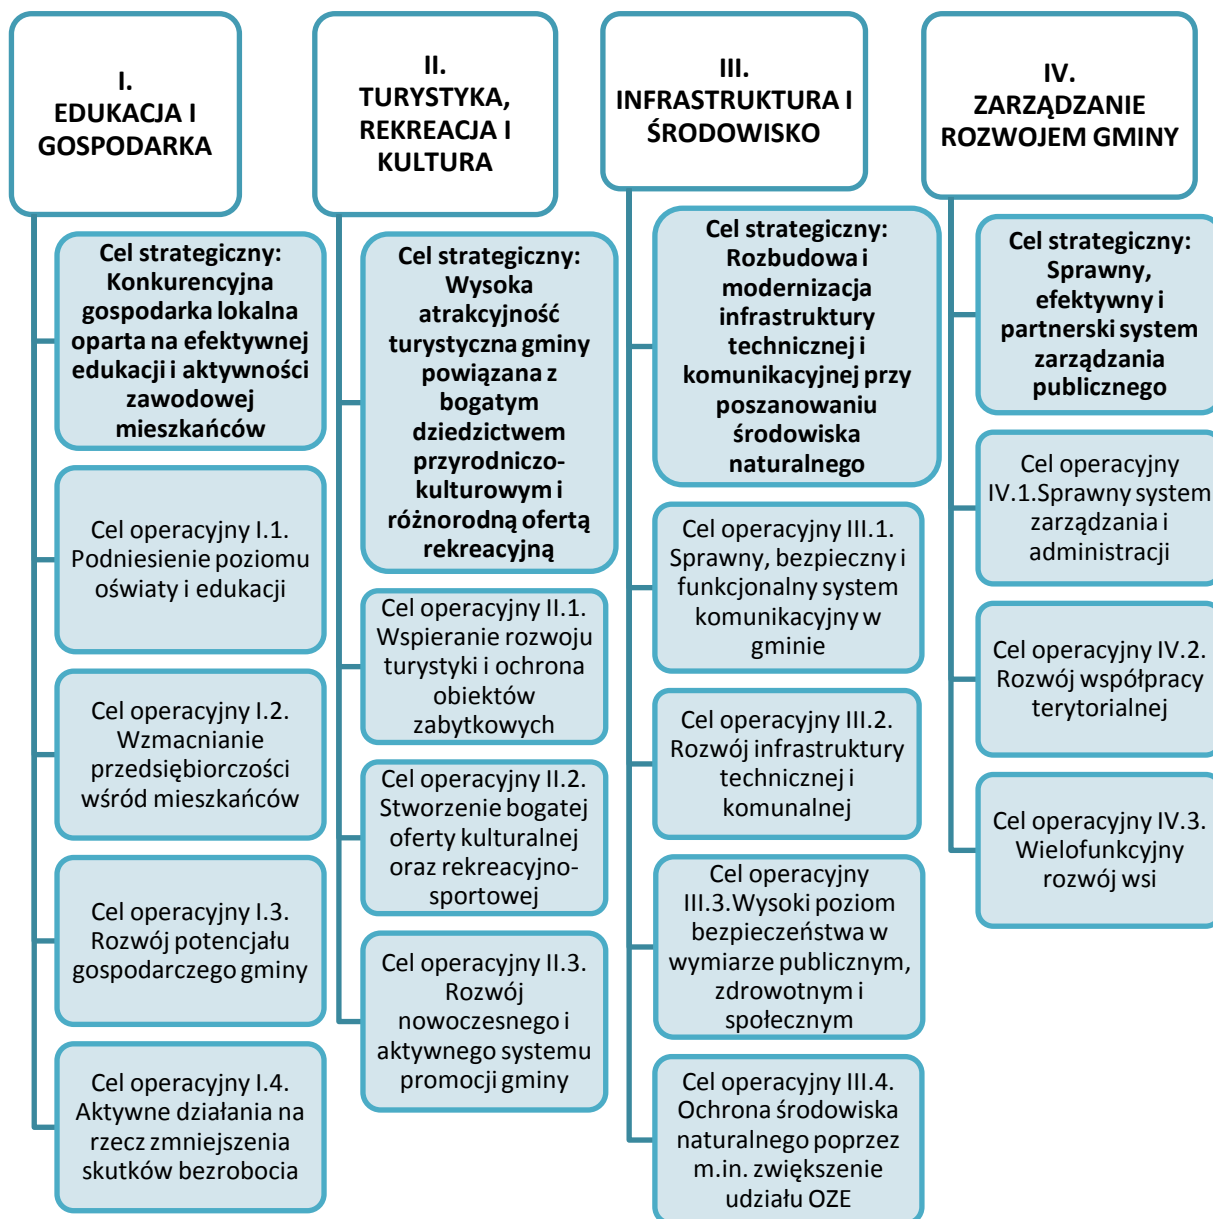 I.
EDUKACJA I
GOSPODARKA
Cel strategiczny:
Konkurencyjna
gospodarka lokalna
oparta na efektywnej
edukacji i aktywności
zawodowej
mieszkańców
Cel operacyjny I.1.
Podniesienie poziomu
oświaty i edukacji
Cel operacyjny I.2.
Wzmacnianie
przedsiębiorczości
wśród mieszkańców
Cel operacyjny I.3.
Rozwój potencjału
gospodarczego gminy
Cel operacyjny I.4.
Aktywne działania na
rzecz zmniejszenia
skutków bezrobocia
II.
TURYSTYKA,
REKREACJA I
KULTURA
Cel strategiczny:
Wysoka
atrakcyjność
turystyczna gminy
powiązana z
bogatym
dziedzictwem
przyrodniczo-
kulturowym i
różnorodną ofertą
rekreacyjną
Cel operacyjny II.1.
Wspieranie rozwoju
turystyki i ochrona
obiektów
zabytkowych
Cel operacyjny II.2.
Stworzenie bogatej
oferty kulturalnej
oraz rekreacyjno-
sportowej
Cel operacyjny II.3.
Rozwój
nowoczesnego i
aktywnego systemu
promocji gminy
III.
INFRASTRUKTURA I
ŚRODOWISKO
Cel strategiczny:
Rozbudowa i
modernizacja
infrastruktury
technicznej i
komunikacyjnej przy
poszanowaniu
środowiska
naturalnego
Cel operacyjny III.1.
Sprawny, bezpieczny i
funkcjonalny system
komunikacyjny w
gminie
Cel operacyjny III.2.
Rozwój infrastruktury
technicznej i
komunalnej
Cel operacyjny
III.3.Wysoki poziom
bezpieczeństwa w
wymiarze publicznym,
zdrowotnym i
społecznym
Cel operacyjny III.4.
Ochrona środowiska
naturalnego poprzez
m.in. zwiększenie
udziału OZE
IV.
ZARZĄDZANIE
ROZWOJEM GMINY
Cel strategiczny:
Sprawny,
efektywny i
partnerski system
zarządzania
publicznego
Cel operacyjny
IV.1.Sprawny system
zarządzania i
administracji
Cel operacyjny IV.2.
Rozwój współpracy
terytorialnej
Cel operacyjny IV.3.
Wielofunkcyjny
rozwój wsi